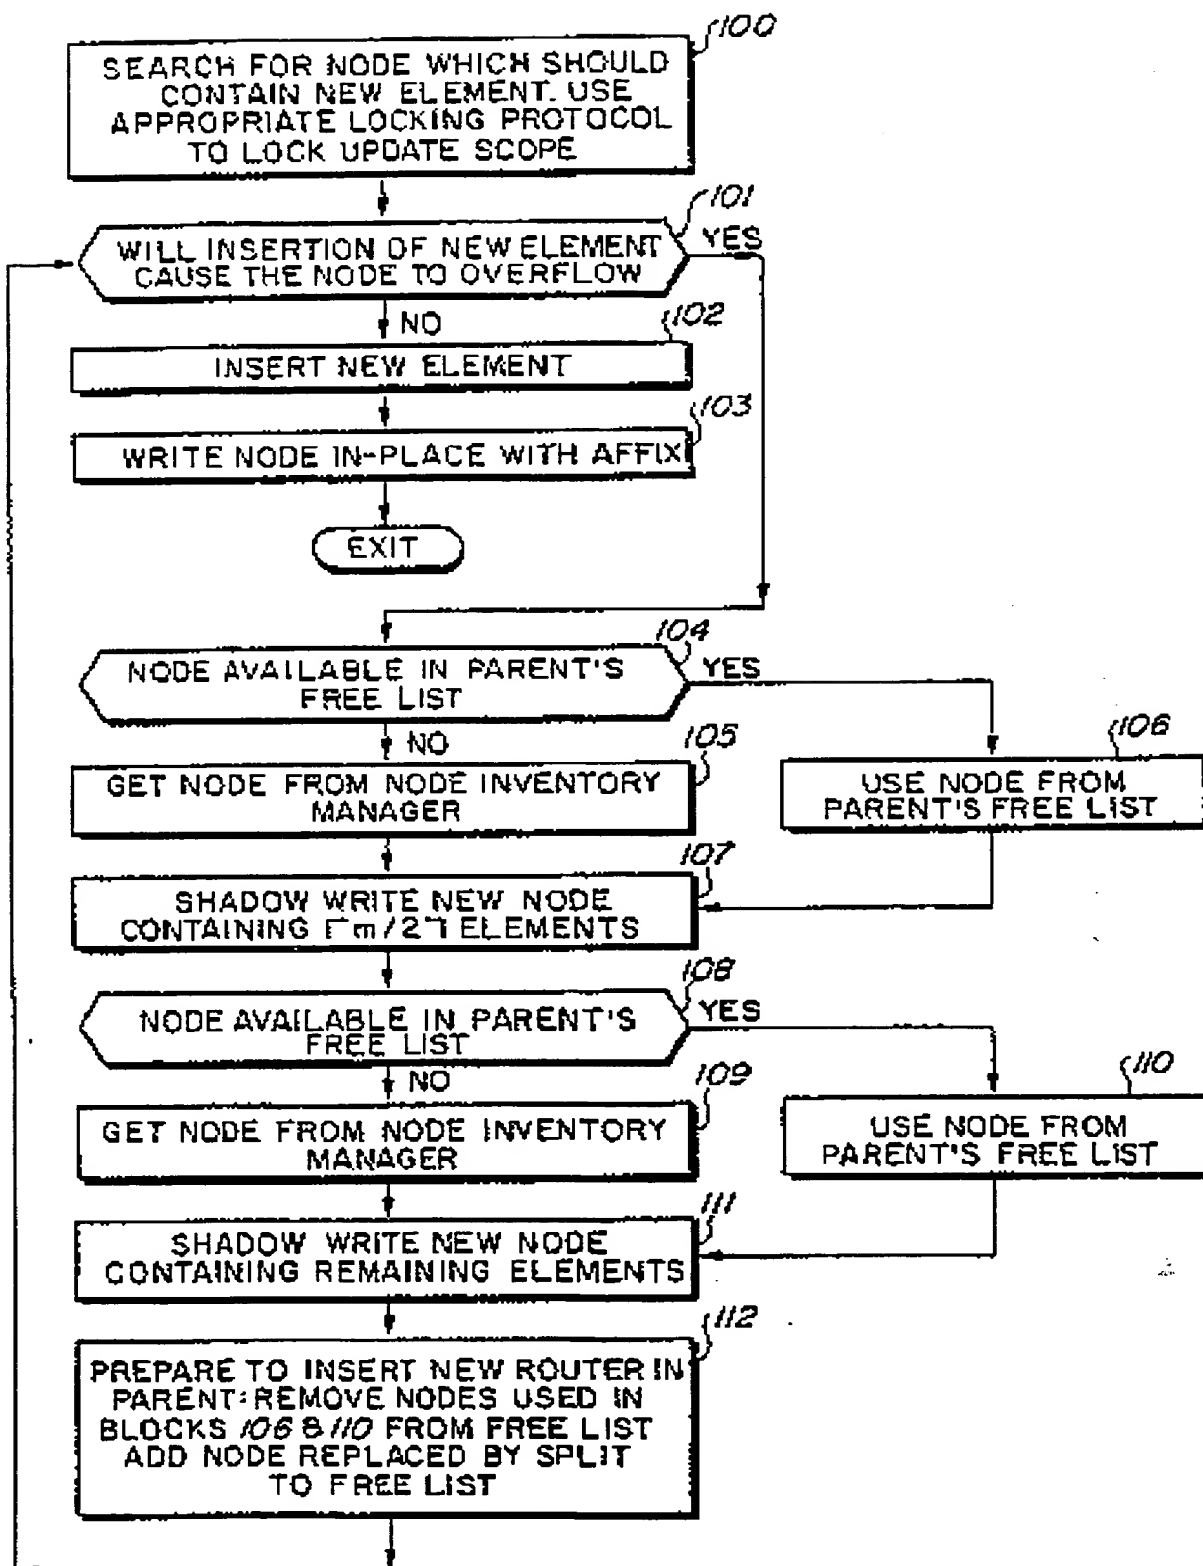 100
SEARCH FOR NODE WHICH SHOULD
CONTAIN NEW ELEMENT. USE
APPROPRIATE LOCKING PROTOCOL
TO LOCK UPDATE SCOPE
101
WILL INSERTION OF NEW ELEMENT
CAUSE THE NODE TO OVERFLOW
YES
NO
102
INSERT NEW ELEMENT
103
WRITE NODE IN-PLACE WITH AFFIX
EXIT
104
NODE AVAILABLE IN PARENT'S
FREE LIST
YES
NO
105
GET NODE FROM NODE INVENTORY
MANAGER
106
USE NODE FROM
PARENT'S FREE LIST
107
SHADOW WRITE NEW NODE
CONTAINING ⌈m/2⌉ ELEMENTS
108
NODE AVAILABLE IN PARENT'S
FREE LIST
YES
NO
109
GET NODE FROM NODE INVENTORY
MANAGER
110
USE NODE FROM
PARENT'S FREE LIST
111
SHADOW WRITE NEW NODE
CONTAINING REMAINING ELEMENTS
112
PREPARE TO INSERT NEW ROUTER IN
PARENT: REMOVE NODES USED IN
BLOCKS 106 & 110 FROM FREE LIST
ADD NODE REPLACED BY SPLIT
TO FREE LIST